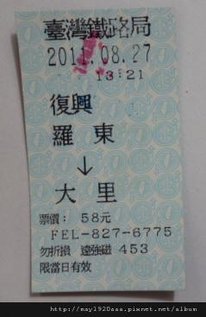 臺灣鐵路局
2011.08.27
13:21
復興
羅東
↓
大里
票價: 58元
FEL-827-6775
勿折損 遠強磁 453
限當日有效
http://may1920aaa.pixnet.net/album